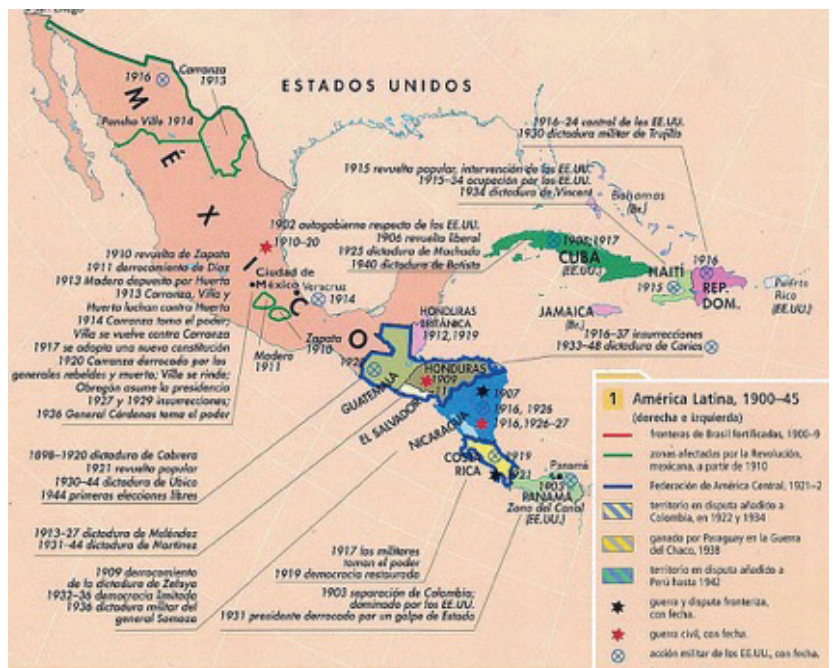 Diego
1916
Carranza
1913
ESTADOS UNIDOS
Pancho Ville 1914
MÉXICO
1916-24 control de los EE.UU.
1930 dictadura militar de Trujillo
1915 revuelta popular, intervención de los EE.UU.
1915-34 ocupación por los EE.UU.
1934 dictadura de Vincent
Bahamas
(Br.)
1902 autogobierno respecto de los EE.UU.
1906 revuelta liberal
1925 dictadura de Machado
1940 dictadura de Batista
1910-20
CUBA
(EE.UU.)
HAITÍ
1915
1916
REP.
DOM.
Puerto
Rico
(EE.UU.)
JAMAICA
(Br.)
1910 revuelta de Zapata
1911 derrocamiento de Díaz
1913 Madero depuesto por Huerta
1913 Carranza, Villa y
Huerta luchan contra Huerta
1914 Carranza toma el poder;
Villa se vuelve contra Carranza
1917 se adopta una nueva constitución
1920 Carranza derrocado por los
generales rebeldes y muerto; Villa se rinde;
Obregón asume la presidencia
1927 y 1929 insurrecciones;
1936 General Cárdenas toma el poder
Ciudad de
México
Veracruz
1914
Zapata
1910
Madero
1911
HONDURAS
BRITÁNICA
1912, 1919
1916-37 insurrecciones
1933-48 dictadura de Carías
GUATEMALA
HONDURAS
1909
-11
EL SALVADOR
NICARAGUA
1907
1916, 1926
1916, 1926-27
COSTA
RICA
1919
1921
Panamá
1903
PANAMÁ
Zona del Canal
(EE.UU.)
1898-1920 dictadura de Cabrera
1921 revuelta popular
1930-44 dictadura de Ubico
1944 primeras elecciones libres
1913-27 dictadura de Meléndez
1931-44 dictadura de Martínez
1909 derrocamiento
de la dictadura de Zelaya
1932-36 democracia limitada
1936 dictadura militar del
general Somoza
1917 los militares
toman el poder
1919 democracia restaurada
1903 separación de Colombia;
dominado por los EE.UU.
1931 presidente derrocado por un golpe de Estado
1 América Latina, 1900-45
(derecha e izquierda)
fronteras de Brasil fortificadas, 1900-9
zonas afectadas por la Revolución,
mexicana, a partir de 1910
Federación de América Central, 1921-2
territorio en disputa añadido a
Colombia, en 1922 y 1934
ganado por Paraguay en la Guerra
del Chaco, 1938
territorio en disputa añadido a
Perú hasta 1942
guerra y disputa fronteriza,
con fecha.
guerra civil, con fecha.
acción militar de los EE.UU., con fecha.